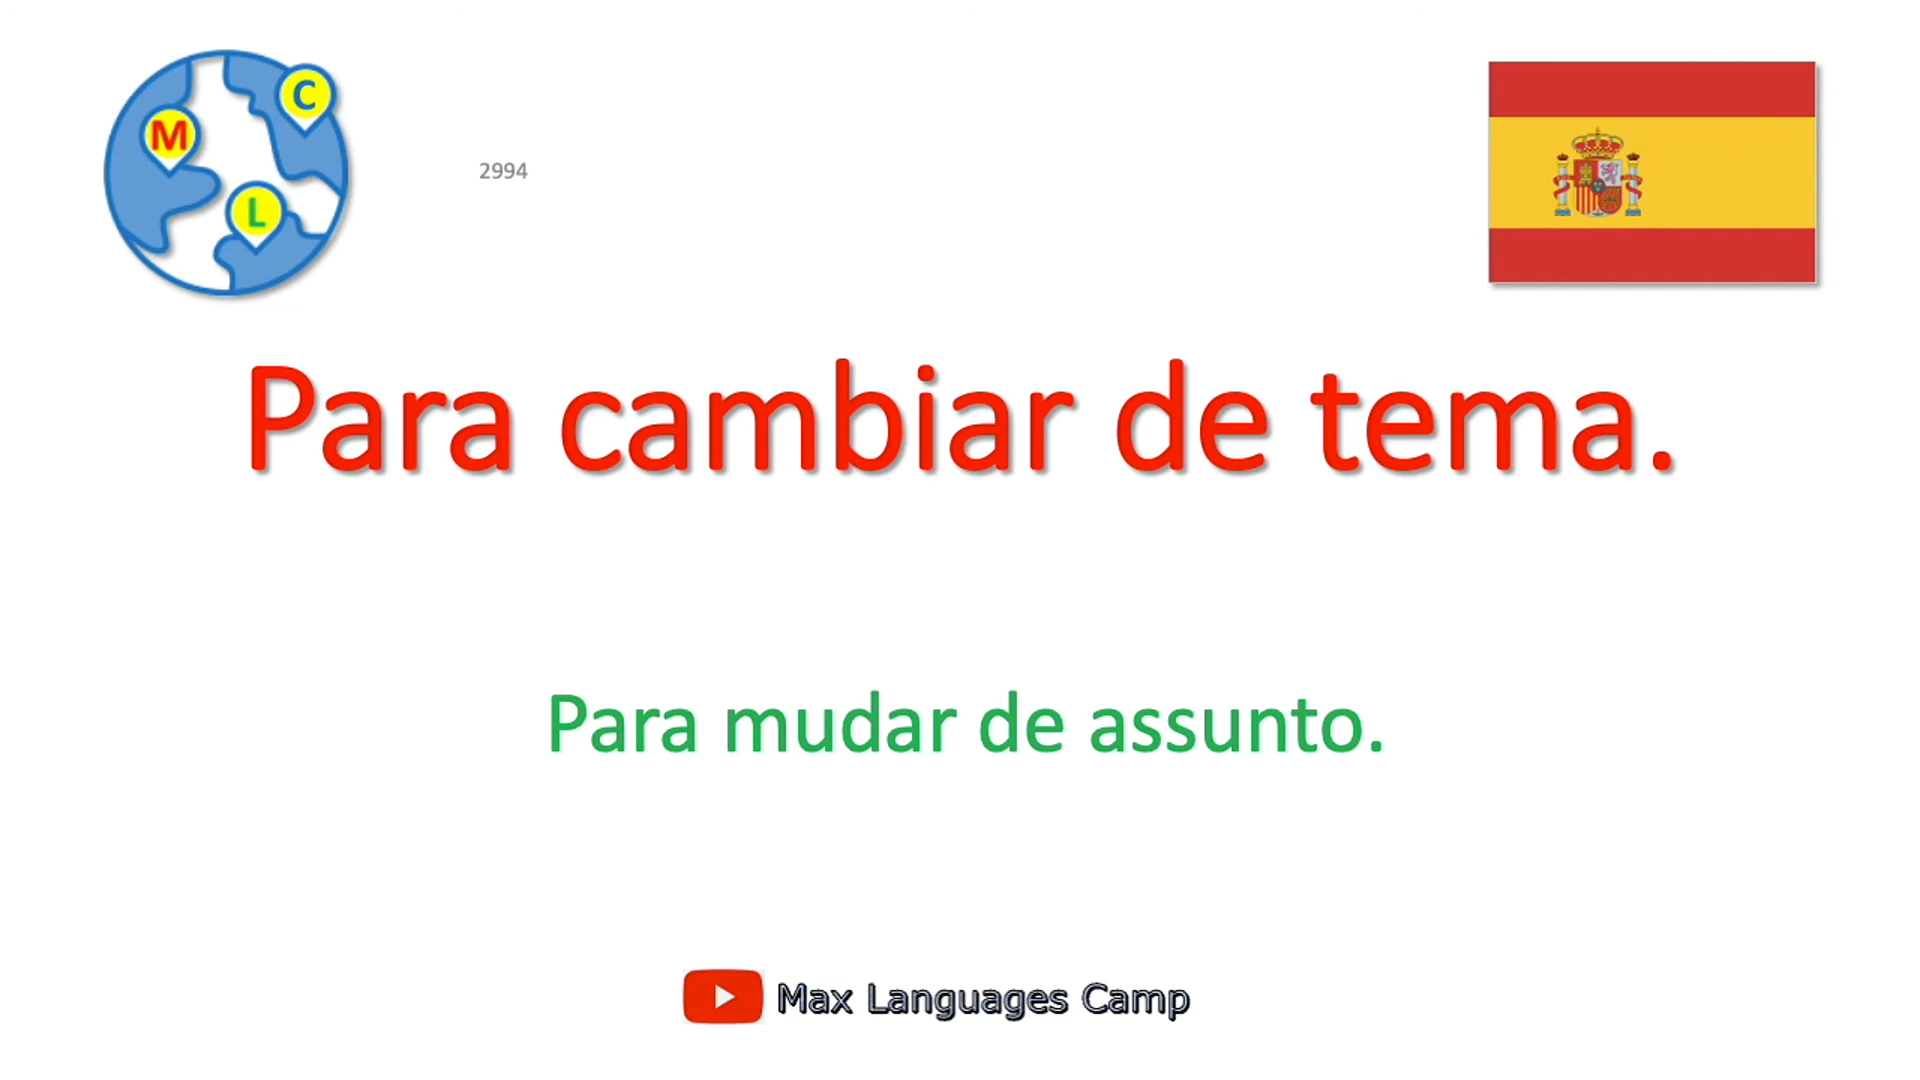 M
C
L
2994
Para cambiar de tema.
Para mudar de assunto.
Max Languages Camp